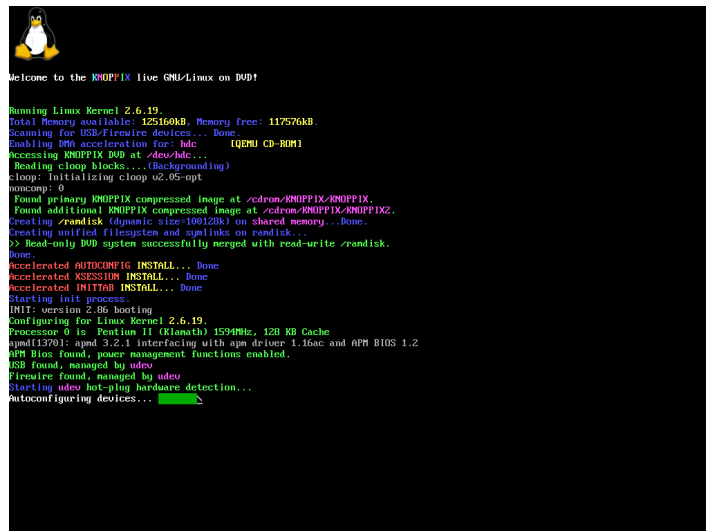 Welcome to the KNOPPIX live GNU/Linux on DVD!
Running Linux Kernel 2.6.19.
Total Memory available: 125160kB, Memory free: 117576kB.
Scanning for USB/Firewire devices... Done.
Enabling DMA acceleration for: hdc [QEMU CD-ROM]
Accessing KNOPPIX DVD at /dev/hdc...
Reading cloop blocks....(Backgrounding)
cloop: Initializing cloop v2.05-opt
noncomp: 0
Found primary KNOPPIX compressed image at /cdrom/KNOPPIX/KNOPPIX.
Found additional KNOPPIX compressed image at /cdrom/KNOPPIX/KNOPPIX2.
Creating /ramdisk (dynamic size=100128k) on shared memory...Done.
Creating unified filesystem and symlinks on ramdisk...
>> Read-only DVD system successfully merged with read-write /ramdisk.
Done.
Accelerated AUTOCONFIG INSTALL... Done
Accelerated XSESSION INSTALL... Done
Accelerated INITTAB INSTALL... Done
Starting init process.
INIT: version 2.86 booting
Configuring for Linux Kernel 2.6.19.
Processor 0 is Pentium II (Klamath) 1594MHz, 128 KB Cache
apmd[1370]: apmd 3.2.1 interfacing with apm driver 1.16ac and APM BIOS 1.2
APM Bios found, power management functions enabled.
USB found, managed by udev
Firewire found, managed by udev
Starting udev hot-plug hardware detection...
Autoconfiguring devices... \